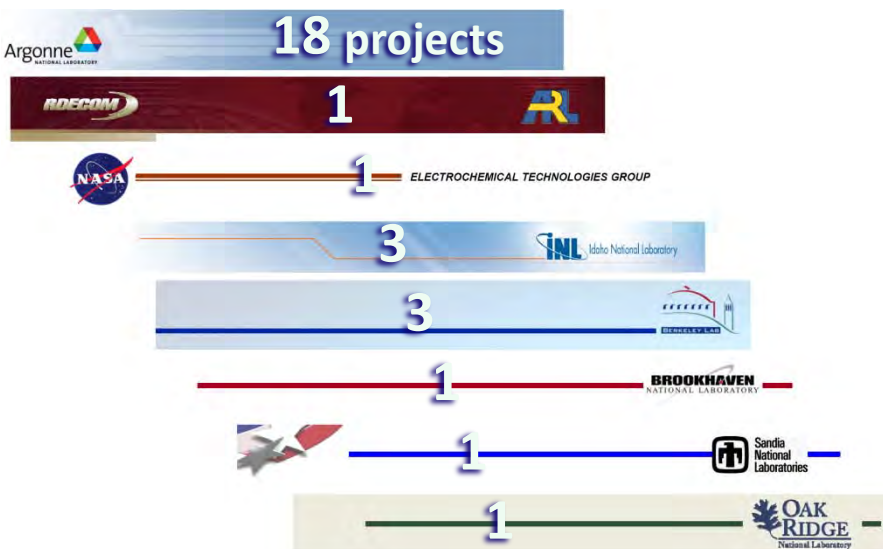 18 projects
Argonne
NATIONAL LABORATORY
RDECOM
1
ARL
NASA
1
ELECTROCHEMICAL TECHNOLOGIES GROUP
3
INL
Idaho National Laboratory
3
BERKELEY LAB
1
BROOKHAVEN
NATIONAL LABORATORY
1
Sandia
National
Laboratories
1
OAK
RIDGE
National Laboratory